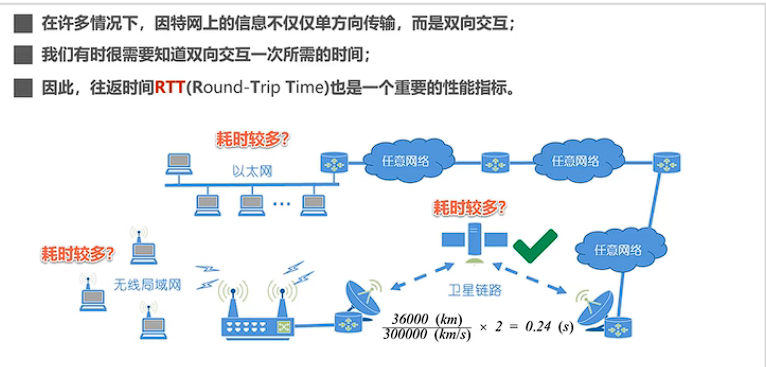 在许多情况下，因特网上的信息不仅仅单方向传输，而是双向交互；
我们有时很需要知道双向交互一次所需的时间；
因此，往返时间RTT(Round-Trip Time)也是一个重要的性能指标。
耗时较多?
以太网
任意网络
任意网络
耗时较多?
耗时较多?
任意网络
无线局域网
卫星链路
36000 (km)
300000 (km/s) × 2 = 0.24 (s)